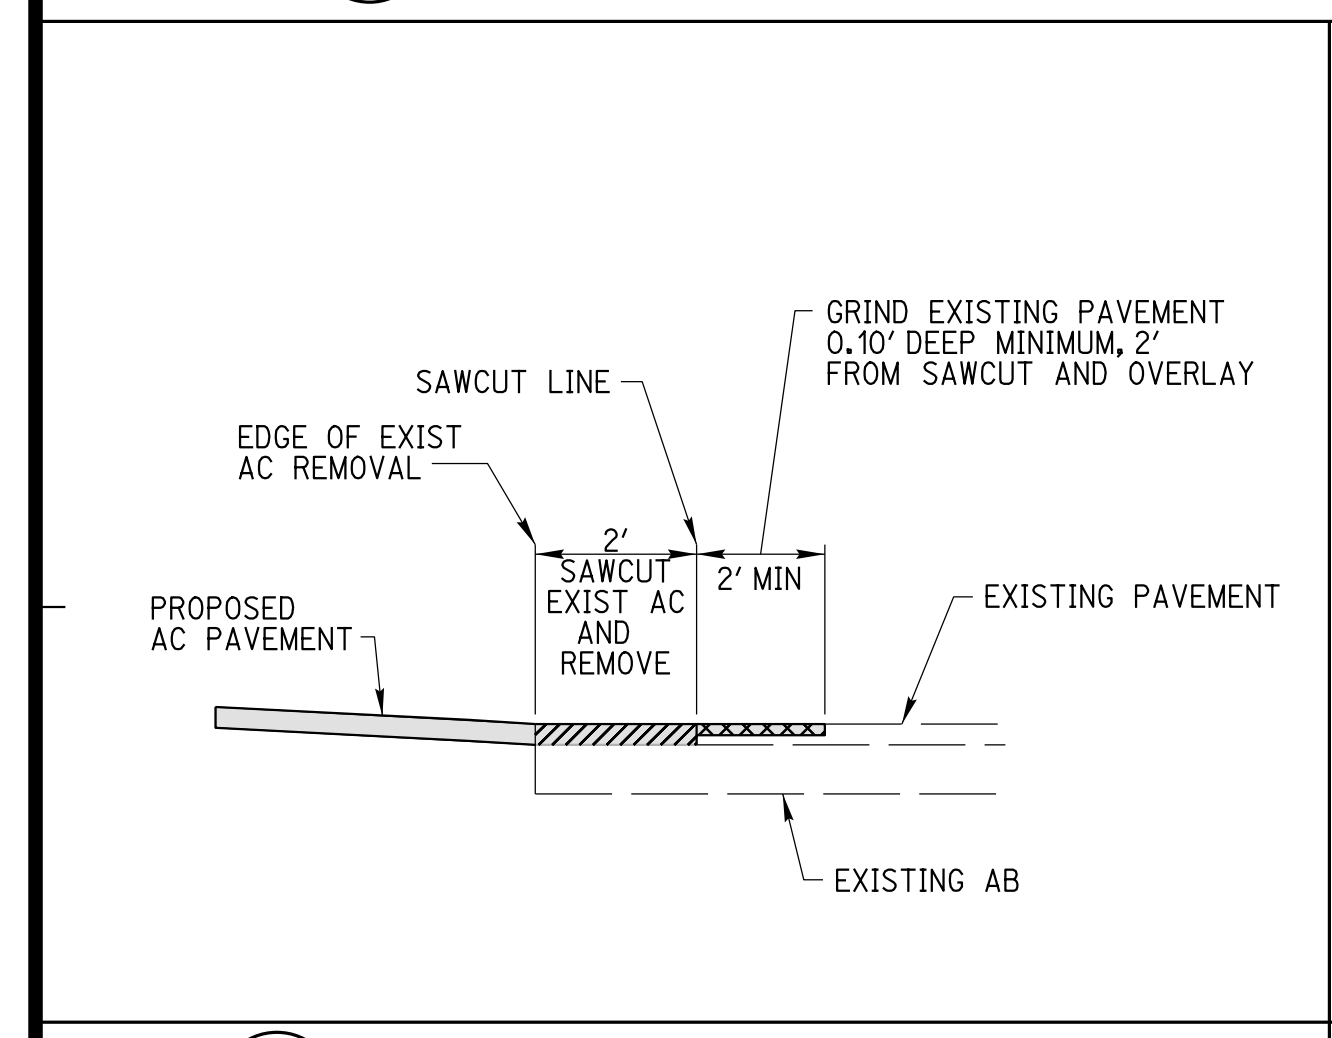 GRIND EXISTING PAVEMENT
0.10' DEEP MINIMUM, 2'
FROM SAWCUT AND OVERLAY
SAWCUT LINE
EDGE OF EXIST
AC REMOVAL
2'
SAWCUT
EXIST AC
AND
REMOVE
2' MIN
EXISTING PAVEMENT
PROPOSED
AC PAVEMENT
EXISTING AB